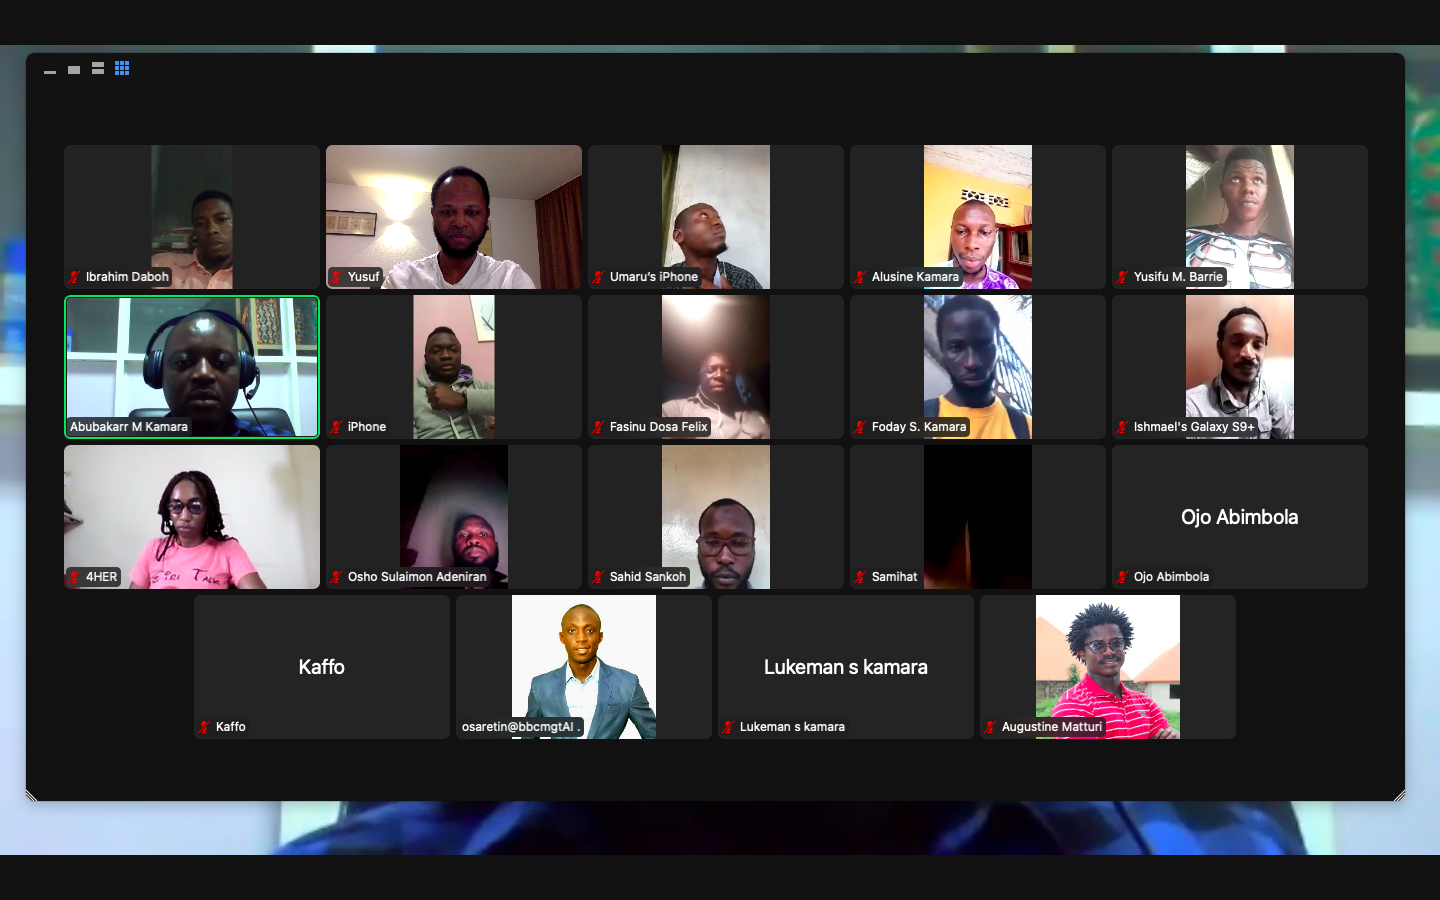 Ibrahim Daboh
Yusuf
Umaru's iPhone
Alusine Kamara
Yusifu M. Barrie
Abubakarr M Kamara
iPhone
Fasinu Dosa Felix
Foday S. Kamara
Ishmael's Galaxy S9+
4HER
Osho Sulaimon Adeniran
Sahid Sankoh
Samihat
Ojo Abimbola
Ojo Abimbola
Kaffo
Kaffo
osaretin@bbcmgtAI .
Lukeman s kamara
Lukeman s kamara
Augustine Matturi